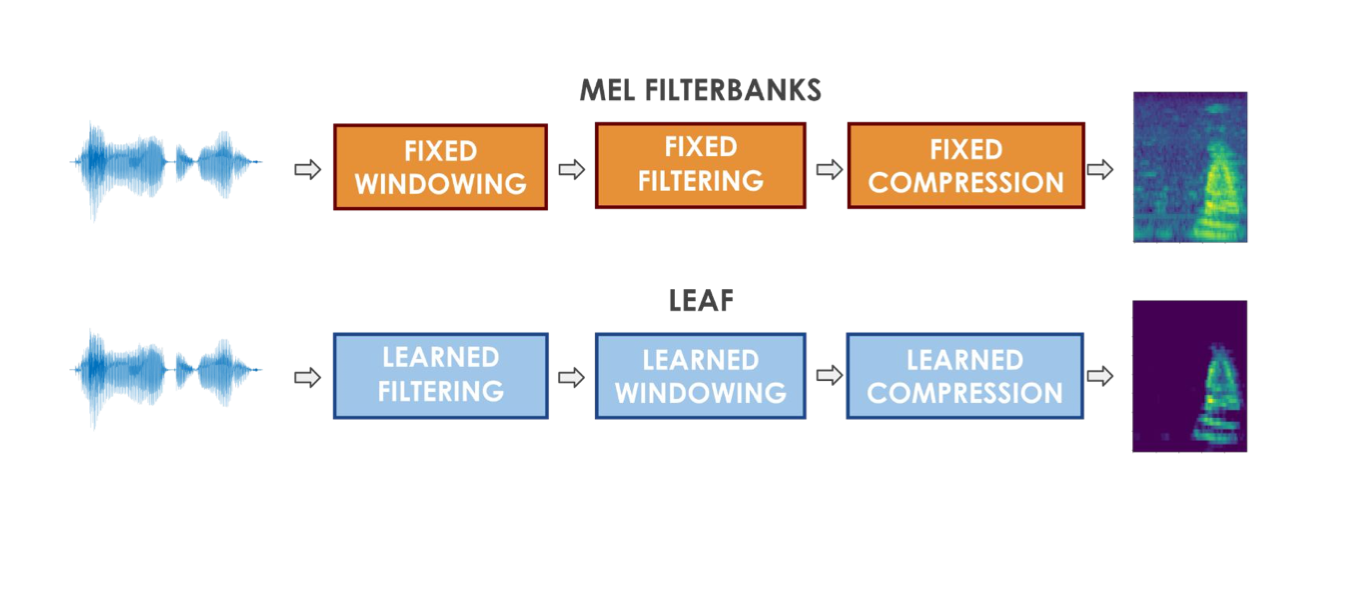 MEL FILTERBANKS
FIXED
WINDOWING
FIXED
FILTERING
FIXED
COMPRESSION
LEAF
LEARNED
FILTERING
LEARNED
WINDOWING
LEARNED
COMPRESSION